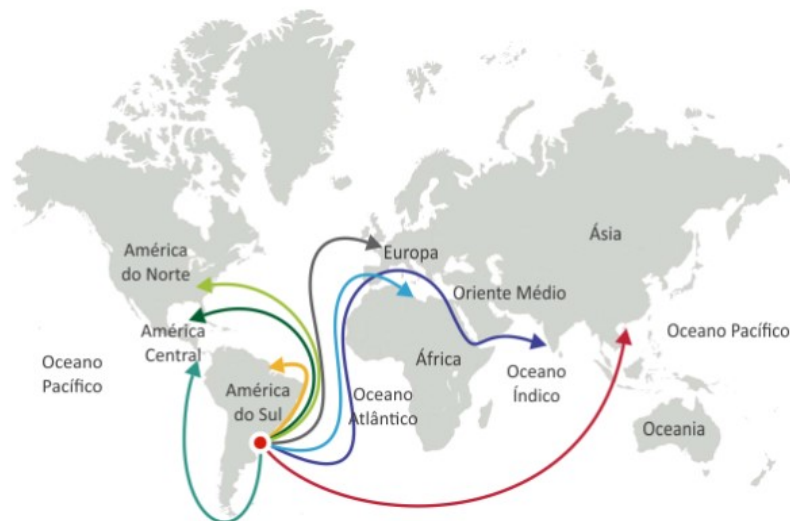 América
do Norte
Europa
Ásia
Oriente Médio
América
Central
Oceano Pacífico
Oceano
Pacífico
África
Oceano
Índico
América
do Sul
Oceano
Atlântico
Oceania